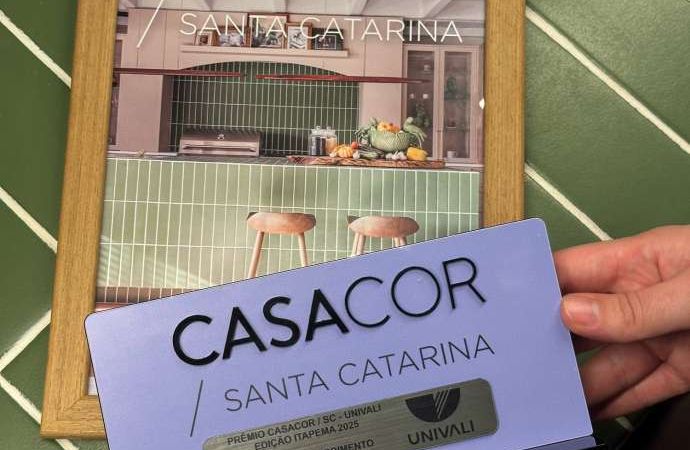 / SANTA CATARINA
CASACOR
/ SANTA CATARINA
PRÊMIO CASACOR / SC - UNIVALI
EDIÇÃO ITAPEMA 2025
UNIVALI